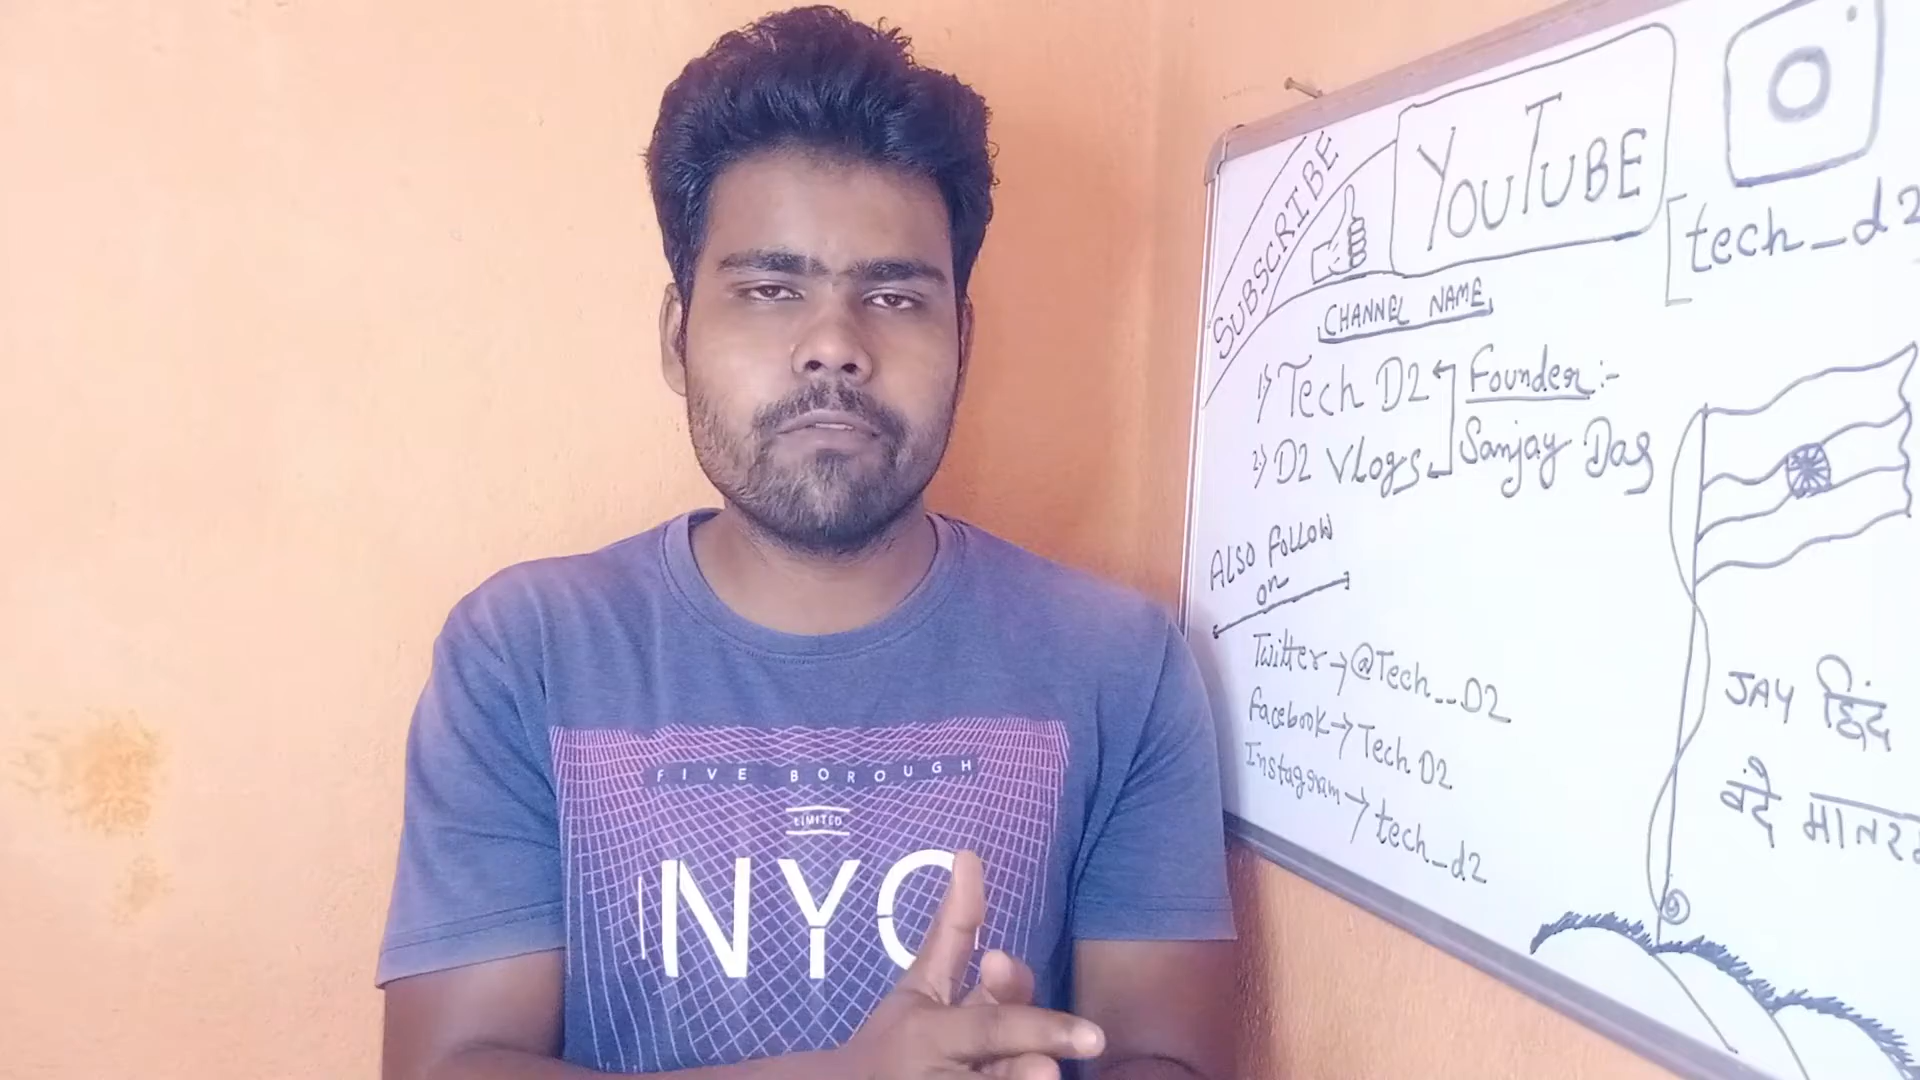 SUBSCRIBE
YOUTUBE
tech_d2
CHANNEL NAME
1) Tech D2
2) D2 Vlogs
Founder:-
Sanjay Das
ALSO FOLLOW
on
Twitter→@Tech__D2
Facebook→Tech D2
Instagram→tech_d2
JAY हिंद
वंदे मातरम
FIVE BOROUGH
LIMITED
NYC